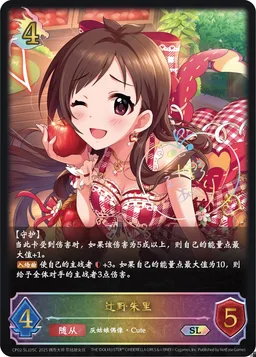 4
【守护】
当此卡受到伤害时，如果该伤害为5或以上，则自己的能量点最
大值+1。
入场曲 使自己的主战者 +3。如果自己的能量点最大值为10，则
给予全体对手的主战者3点伤害。
辻野朱里
4
随从
灰姑娘偶像·Cute
SL
5